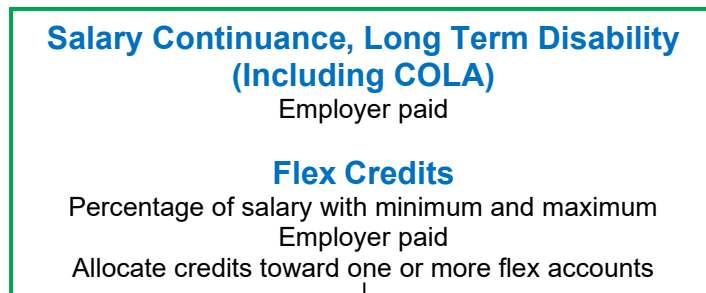 Salary Continuance, Long Term Disability
(Including COLA)
Employer paid
Flex Credits
Percentage of salary with minimum and maximum
Employer paid
Allocate credits toward one or more flex accounts